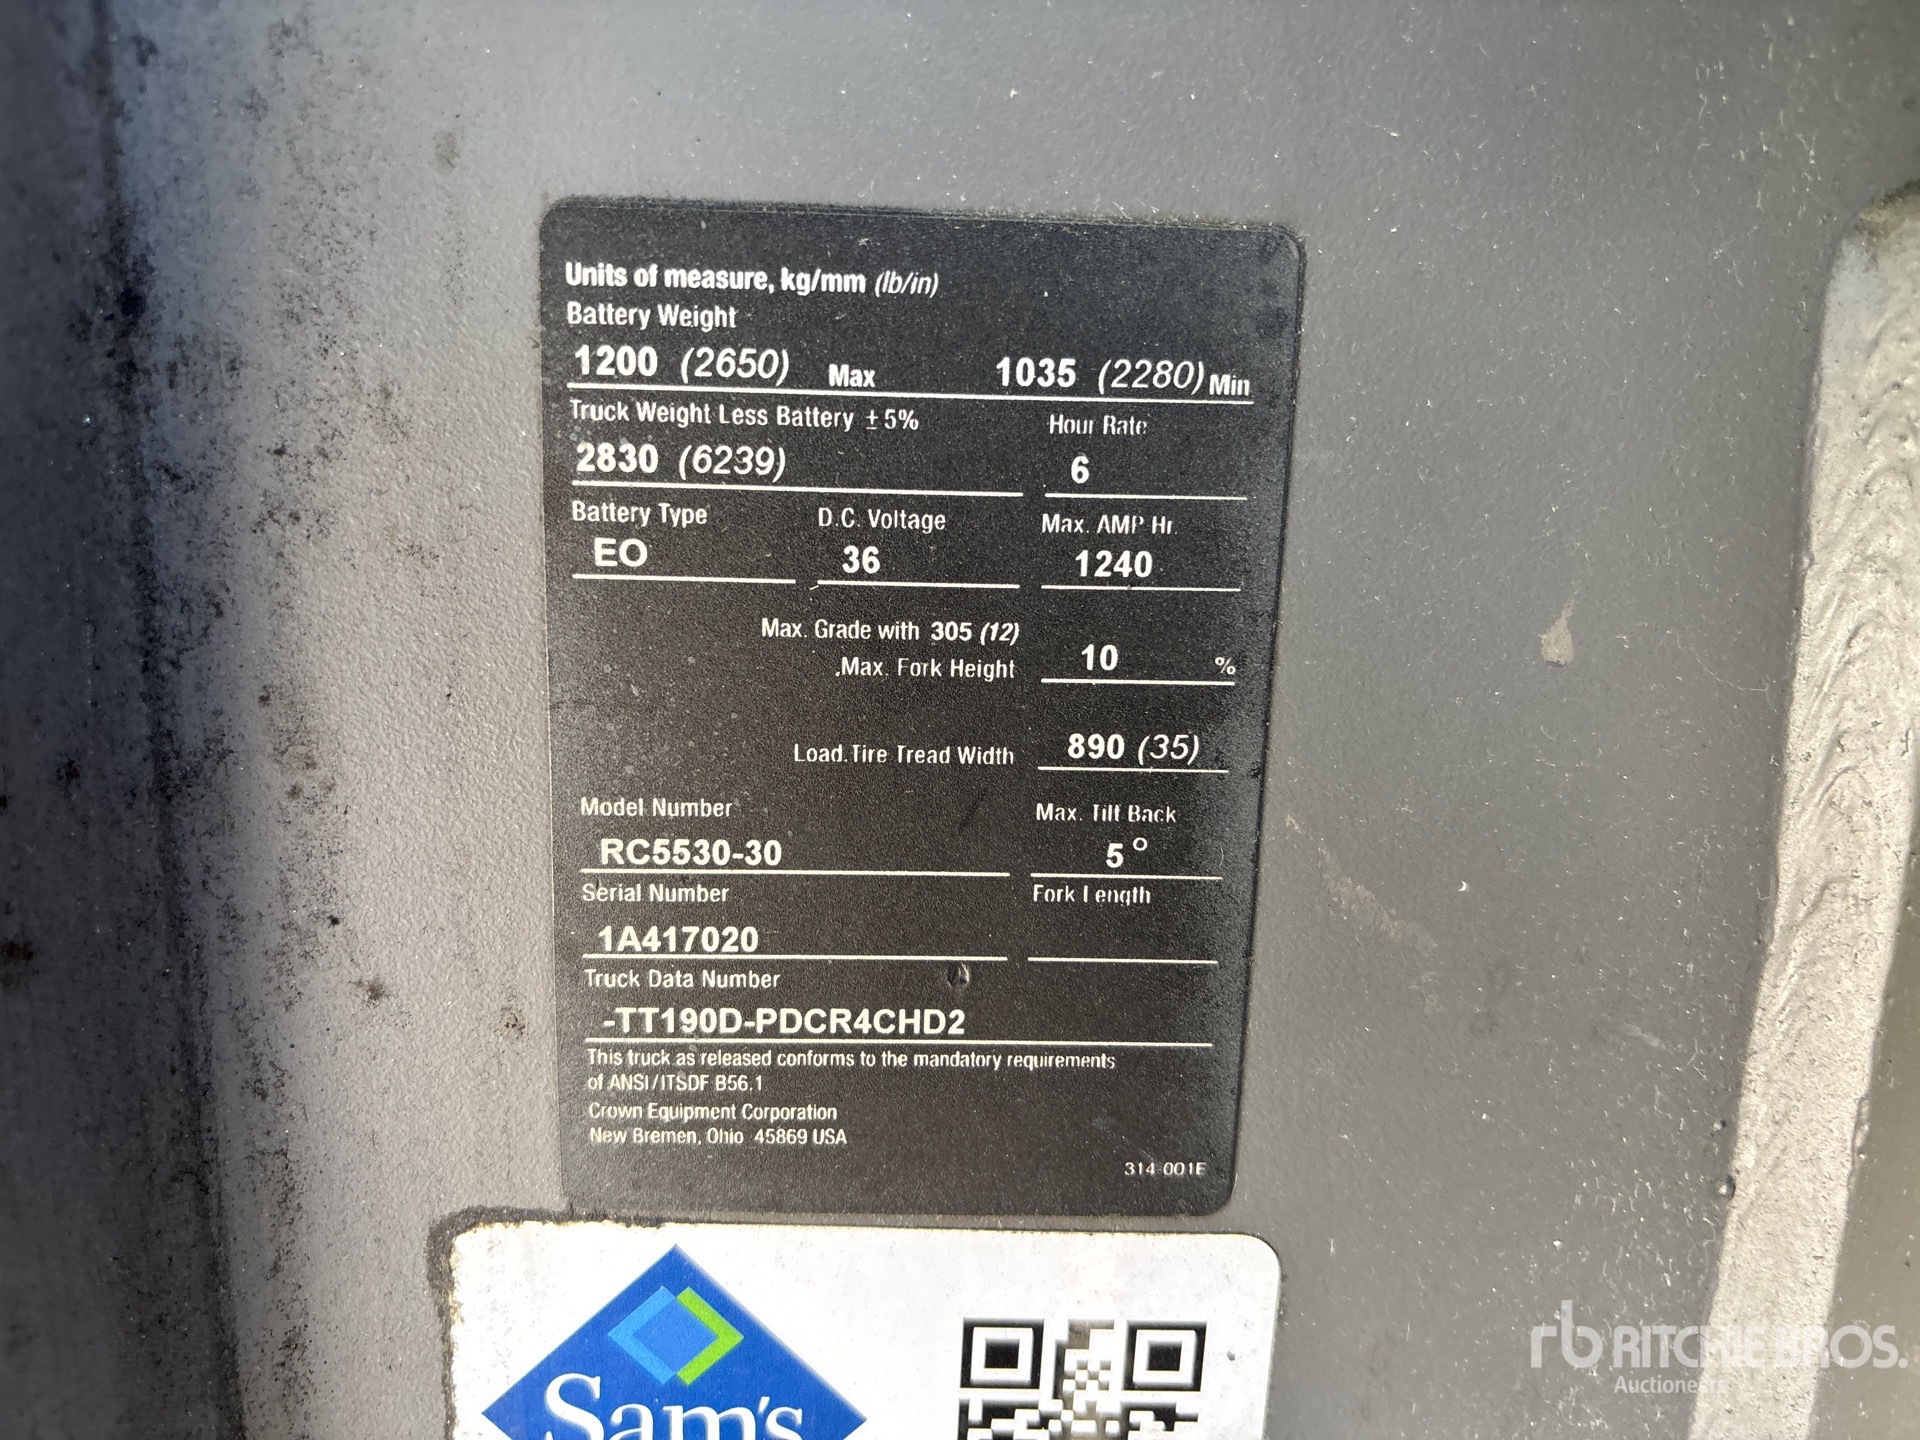 Units of measure, kg/mm (lb/in)
Battery Weight
1200 (2650) Max 1035 (2280) Min
Truck Weight Less Battery ±5% Hour Rate
2830 (6239) 6
Battery Type D.C. Voltage Max. AMP Hr.
EO 36 1240
Max. Grade with 305 (12)
Max. Fork Height 10 %
Load Tire Tread Width 890 (35)
Model Number Max. Tilt Back
RC5530-30 5°
Serial Number Fork Length
1A417020
Truck Data Number
-TT190D-PDCR4CHD2
This truck as released conforms to the mandatory requirements
of ANSI/ITSDF B56.1
Crown Equipment Corporation
New Bremen, Ohio 45869 USA
314-001E
Sam's
rb RITCHIE BROS.
Auctioneers